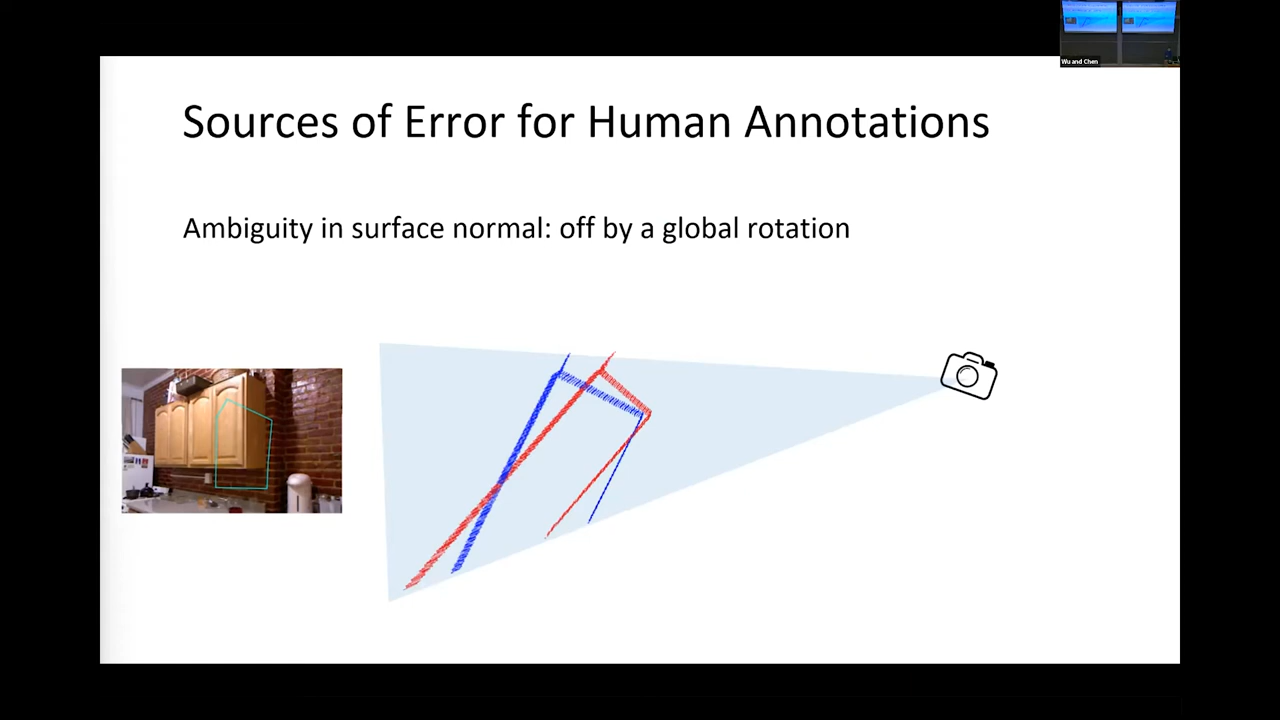 Wu and Chen
Sources of Error for Human Annotations
Ambiguity in surface normal: off by a global rotation